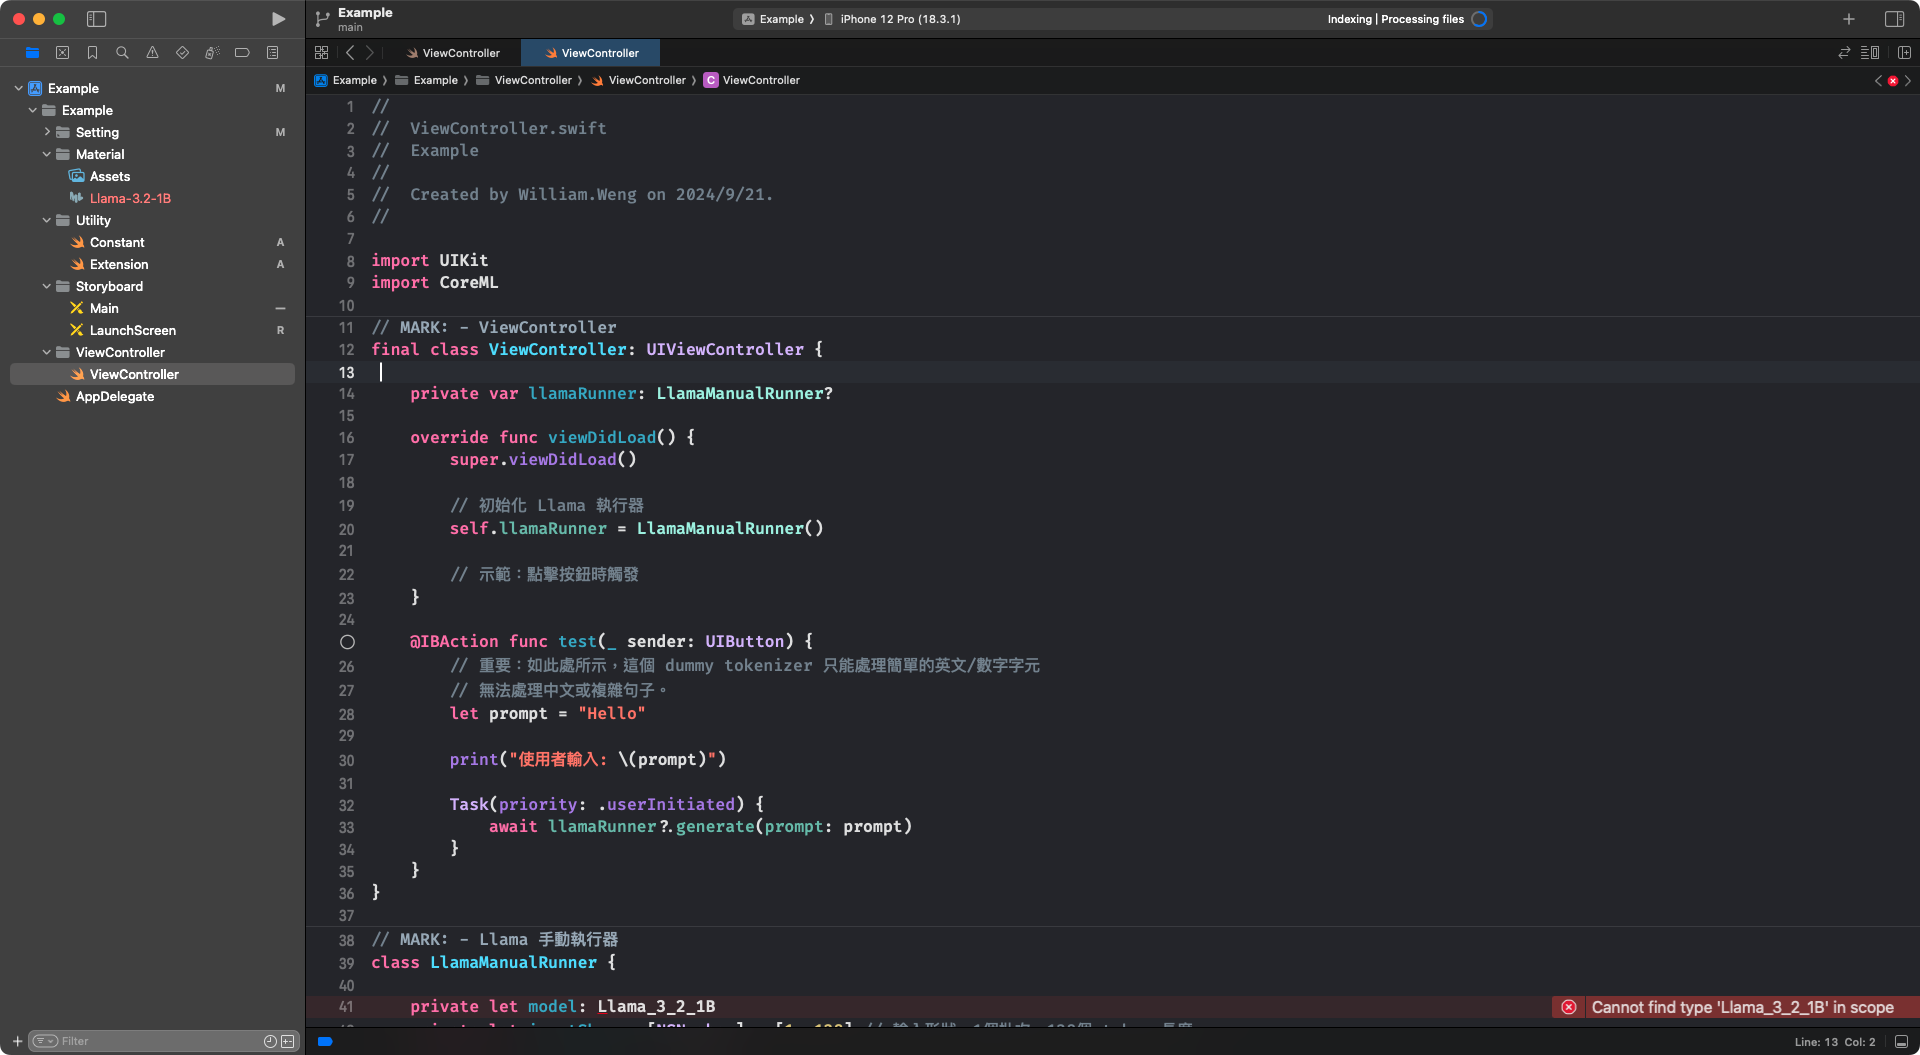 Example
main
Example 〉 iPhone 12 Pro (18.3.1)
Indexing | Processing files
ViewController
ViewController
Example 〉 Example 〉 ViewController 〉 ViewController 〉 C ViewController
Example M
Example
Setting M
Material
Assets
Llama-3.2-1B
Utility
Constant A
Extension A
Storyboard
Main —
LaunchScreen R
ViewController
ViewController
AppDelegate
Filter
1 //
2 //  ViewController.swift
3 //  Example
4 //
5 //  Created by William.Weng on 2024/9/21.
6 //
7
8 import UIKit
9 import CoreML
10
11 // MARK: - ViewController
12 final class ViewController: UIViewController {
13
14     private var llamaRunner: LlamaManualRunner?
15
16     override func viewDidLoad() {
17         super.viewDidLoad()
18
19         // 初始化 Llama 執行器
20         self.llamaRunner = LlamaManualRunner()
21
22         // 示範：點擊按鈕時觸發
23     }
24
@IBAction func test(_ sender: UIButton) {
26         // 重要：如此處所示，這個 dummy tokenizer 只能處理簡單的英文/數字字元
27         // 無法處理中文或複雜句子。
28         let prompt = "Hello"
29
30         print("使用者輸入: \(prompt)")
31
32         Task(priority: .userInitiated) {
33             await llamaRunner?.generate(prompt: prompt)
34         }
35     }
36 }
37
38 // MARK: - Llama 手動執行器
39 class LlamaManualRunner {
40
41     private let model: Llama_3_2_1B
Cannot find type 'Llama_3_2_1B' in scope
Line: 13 Col: 2